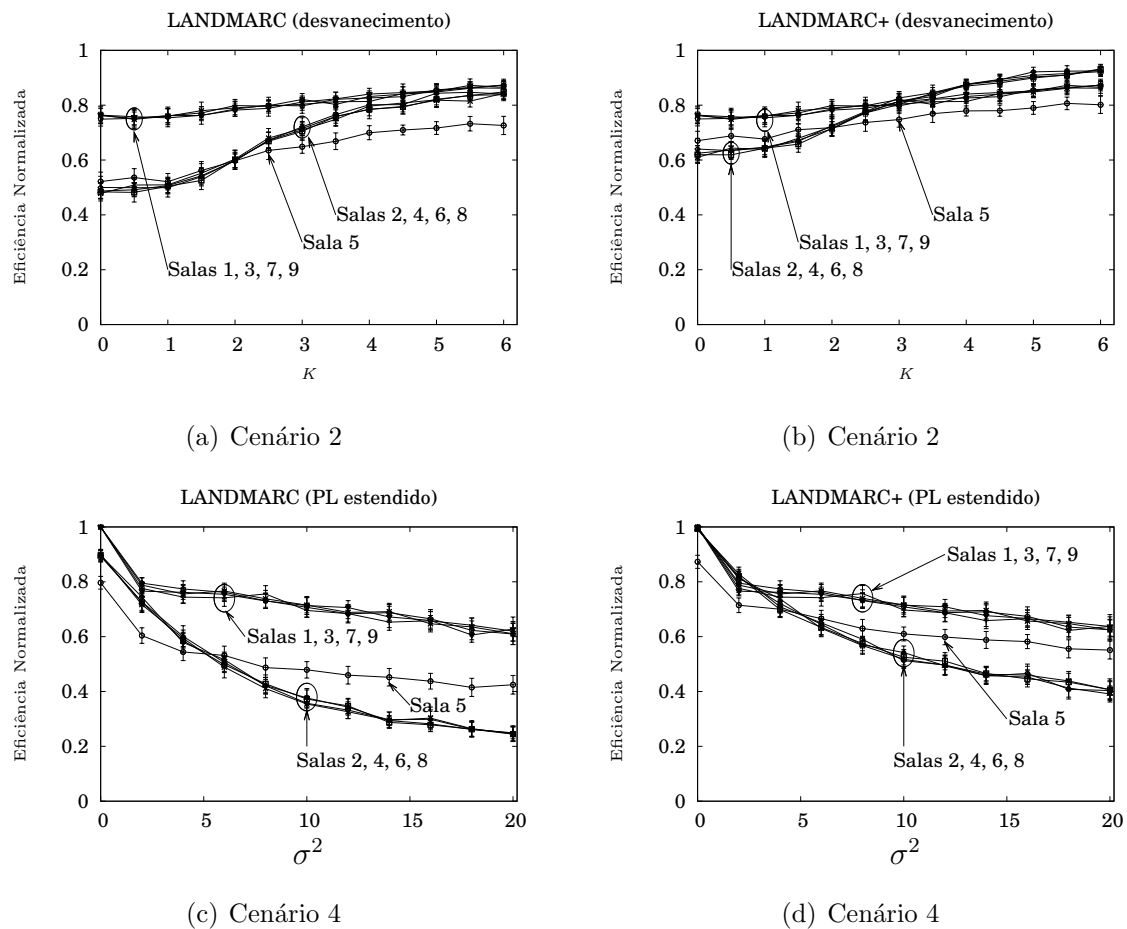 LANDMARC (desvanecimento)
1
0.8
0.6
0.4
0.2
0
Eficiência Normalizada
0 1 2 3 4 5 6
K
Salas 2, 4, 6, 8
Sala 5
Salas 1, 3, 7, 9
(a) Cenário 2
LANDMARC+ (desvanecimento)
1
0.8
0.6
0.4
0.2
0
Eficiência Normalizada
0 1 2 3 4 5 6
K
Sala 5
Salas 1, 3, 7, 9
Salas 2, 4, 6, 8
(b) Cenário 2
LANDMARC (PL estendido)
1
0.8
0.6
0.4
0.2
0
Eficiência Normalizada
0 5 10 15 20
σ²
Salas 1, 3, 7, 9
Sala 5
Salas 2, 4, 6, 8
(c) Cenário 4
LANDMARC+ (PL estendido)
1
0.8
0.6
0.4
0.2
0
Eficiência Normalizada
0 5 10 15 20
σ²
Salas 1, 3, 7, 9
Sala 5
Salas 2, 4, 6, 8
(d) Cenário 4